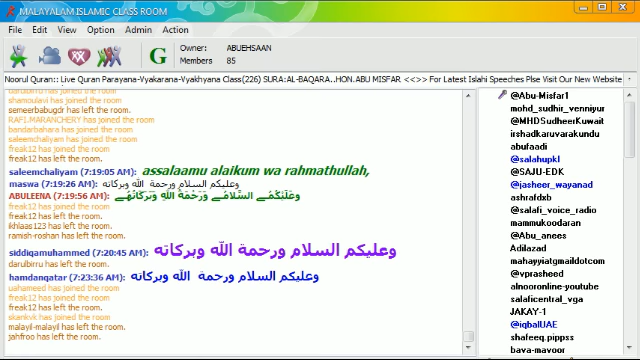 MALAYALAM ISLAMIC CLASS ROOM
File Edit View Option Admin Action
G
Owner: ABUEHSAAN
Members 85
Noorul Quran:: Live Quran Parayana-Vyakarana-Vyakhyana Class(226) SURA:AL-BAQARA..HON.ABU MISFAR <<>> For Latest Islahi Speeches Plse Visit Our New Website
darulbirru has joined the room
shamoulavi has joined the room
semeerbabugdr has left the room.
RAFI.MARANCHERY has joined the room
bandarbahara has joined the room
saleemchaliyam has joined the room
freak12 has left the room.
saleemchaliyam (7:19:05 AM): assalaamu alaikum wa rahmathullah,
maswa (7:19:26 AM): وعليكم السلام ورحمة الله وبركاته
ABULEENA (7:19:56 AM):
freak12 has joined the room
freak12 has left the room.
ikhlaas123 has left the room.
ramish-roshan has left the room.
siddiqamuhammed (7:20:45 AM): وعليكم السلام ورحمة الله وبركاته
darulbirru has left the room.
hamdanqatar (7:23:36 AM): وعليكم السلام ورحمة الله وبركاته
uahameed has joined the room
freak12 has joined the room
skankvk has joined the room
malayil-malayil has left the room.
jahfroo has left the room.
@Abu-Misfar1
mohd_sudhir_venniyur
@MHDSudheerKuwait
irshadkaruvarakundu
abufaadi
@salahupkl
@SAJU-EDK
@jasheer_wayanad
ashraldxb
@salafi_voice_radio
mammukoodaran
@Abu_anees
Adilazad
mahayyiatgmaildotcom
@vprasheed
alnooronline-youtube
salaficentral_vga
JAKAY-1
@iqbalUAE
shafeeq.pippss
bava-mavoor